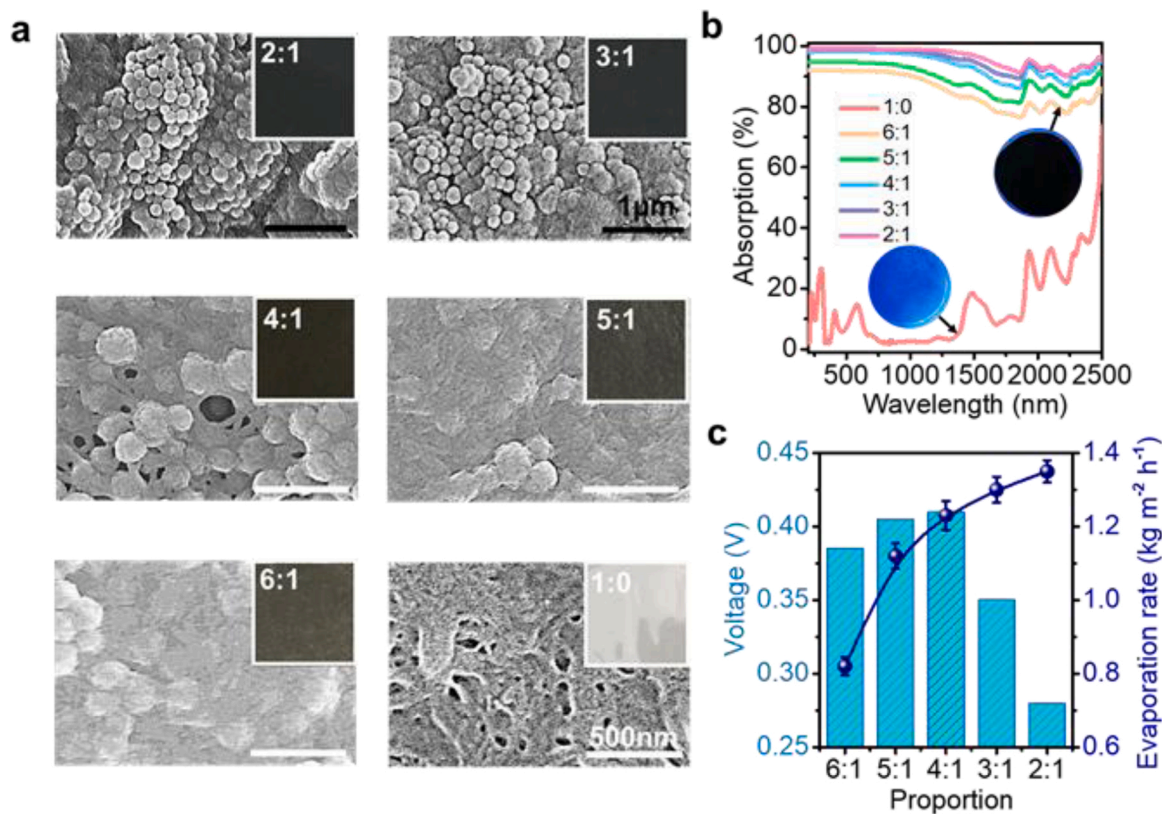 a
2:1
3:1
1μm
4:1
5:1
6:1
1:0
500nm
b
100
80
60
40
20
0
Absorption (%)
1:0
6:1
5:1
4:1
3:1
2:1
500 1000 1500 2000 2500
Wavelength (nm)
c
0.45
0.40
0.35
0.30
0.25
Voltage (V)
1.4
1.2
1.0
0.8
0.6
Evaporation rate (kg m⁻² h⁻¹)
6:1 5:1 4:1 3:1 2:1
Proportion